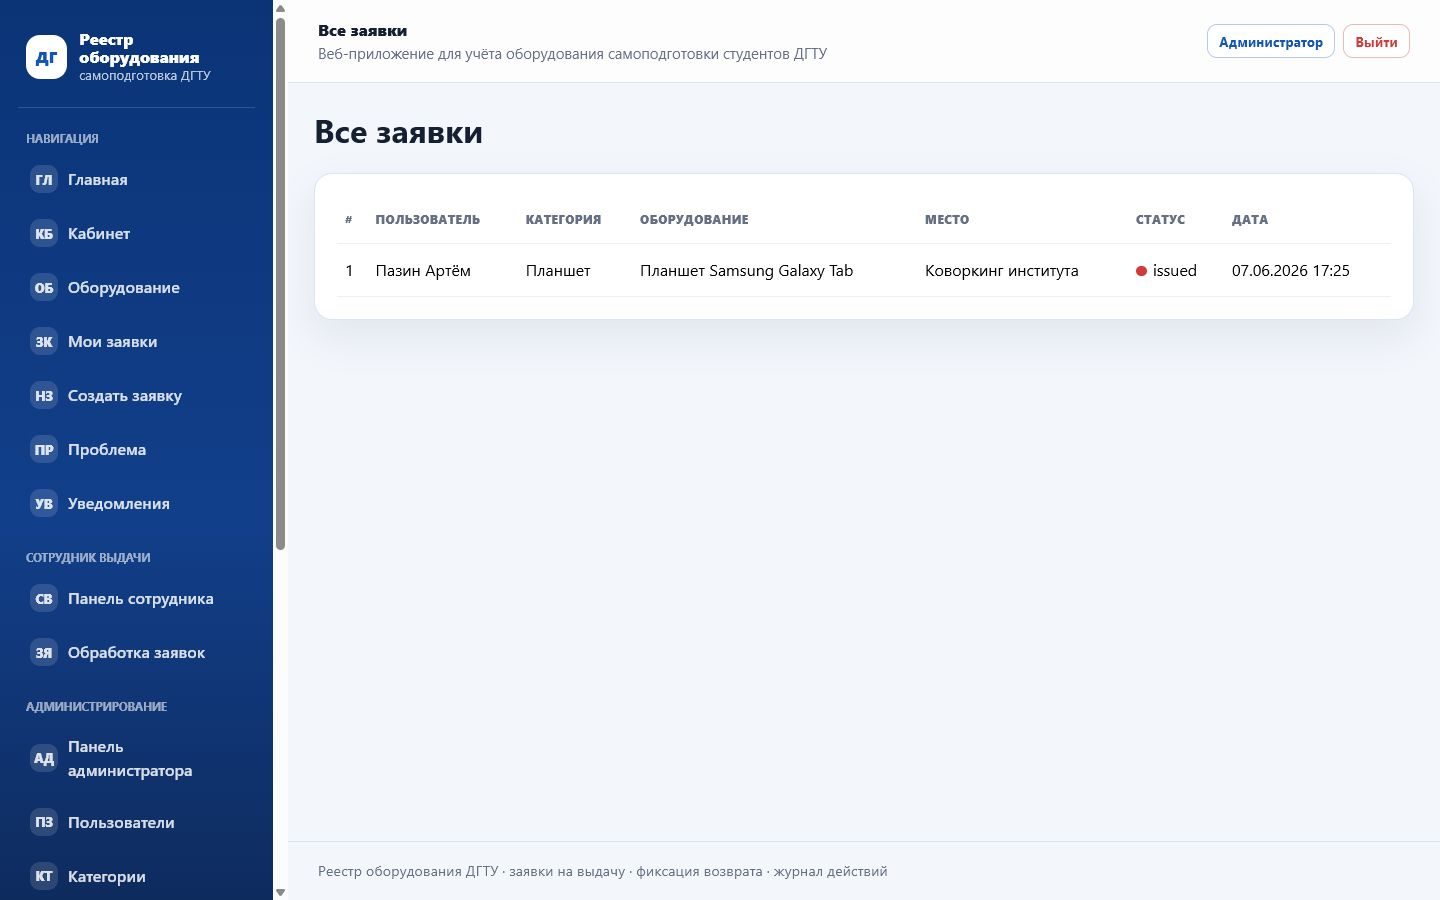 ДГ
Реестр
оборудования
самоподготовка ДГТУ
НАВИГАЦИЯ
ГЛ Главная
КБ Кабинет
ОБ Оборудование
ЗК Мои заявки
НЗ Создать заявку
ПР Проблема
УВ Уведомления
СОТРУДНИК ВЫДАЧИ
СВ Панель сотрудника
ЗЯ Обработка заявок
АДМИНИСТРИРОВАНИЕ
АД Панель
администратора
ПЗ Пользователи
КТ Категории
Все заявки
Веб-приложение для учёта оборудования самоподготовки студентов ДГТУ
Администратор Выйти
Все заявки
# ПОЛЬЗОВАТЕЛЬ КАТЕГОРИЯ ОБОРУДОВАНИЕ МЕСТО СТАТУС ДАТА
1 Пазин Артём Планшет Планшет Samsung Galaxy Tab Коворкинг института issued 07.06.2026 17:25
Реестр оборудования ДГТУ · заявки на выдачу · фиксация возврата · журнал действий